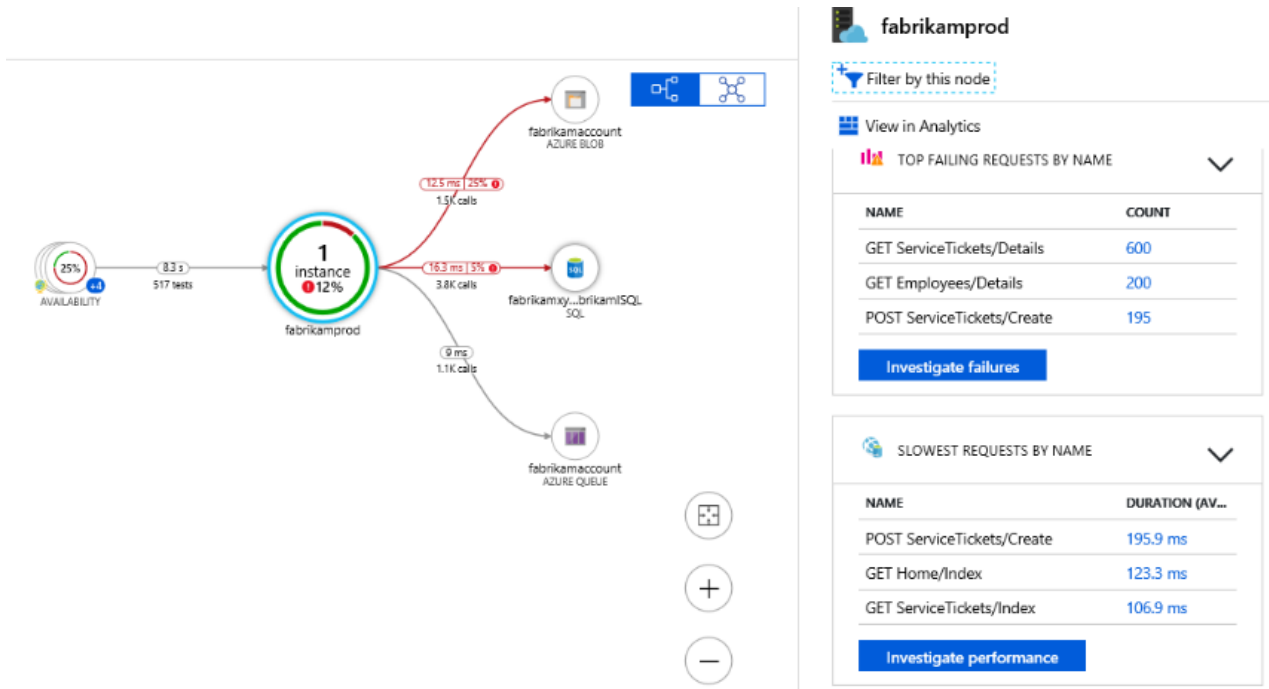 fabrikamprod
Filter by this node
View in Analytics
TOP FAILING REQUESTS BY NAME
NAME COUNT
GET ServiceTickets/Details 600
GET Employees/Details 200
POST ServiceTickets/Create 195
Investigate failures
SLOWEST REQUESTS BY NAME
NAME DURATION (AV...
POST ServiceTickets/Create 195.9 ms
GET Home/Index 123.3 ms
GET ServiceTickets/Index 106.9 ms
Investigate performance
25%
+4
AVAILABILITY
8.3 s
517 tests
1
instance
12%
fabrikamprod
12.5 ms | 25%
1.5K calls
fabrikamaccount
AZURE BLOB
16.3 ms | 5%
3.8K calls
SQL
fabrikamxy...brikamISQL
SQL
9 ms
1.1K calls
fabrikamaccount
AZURE QUEUE